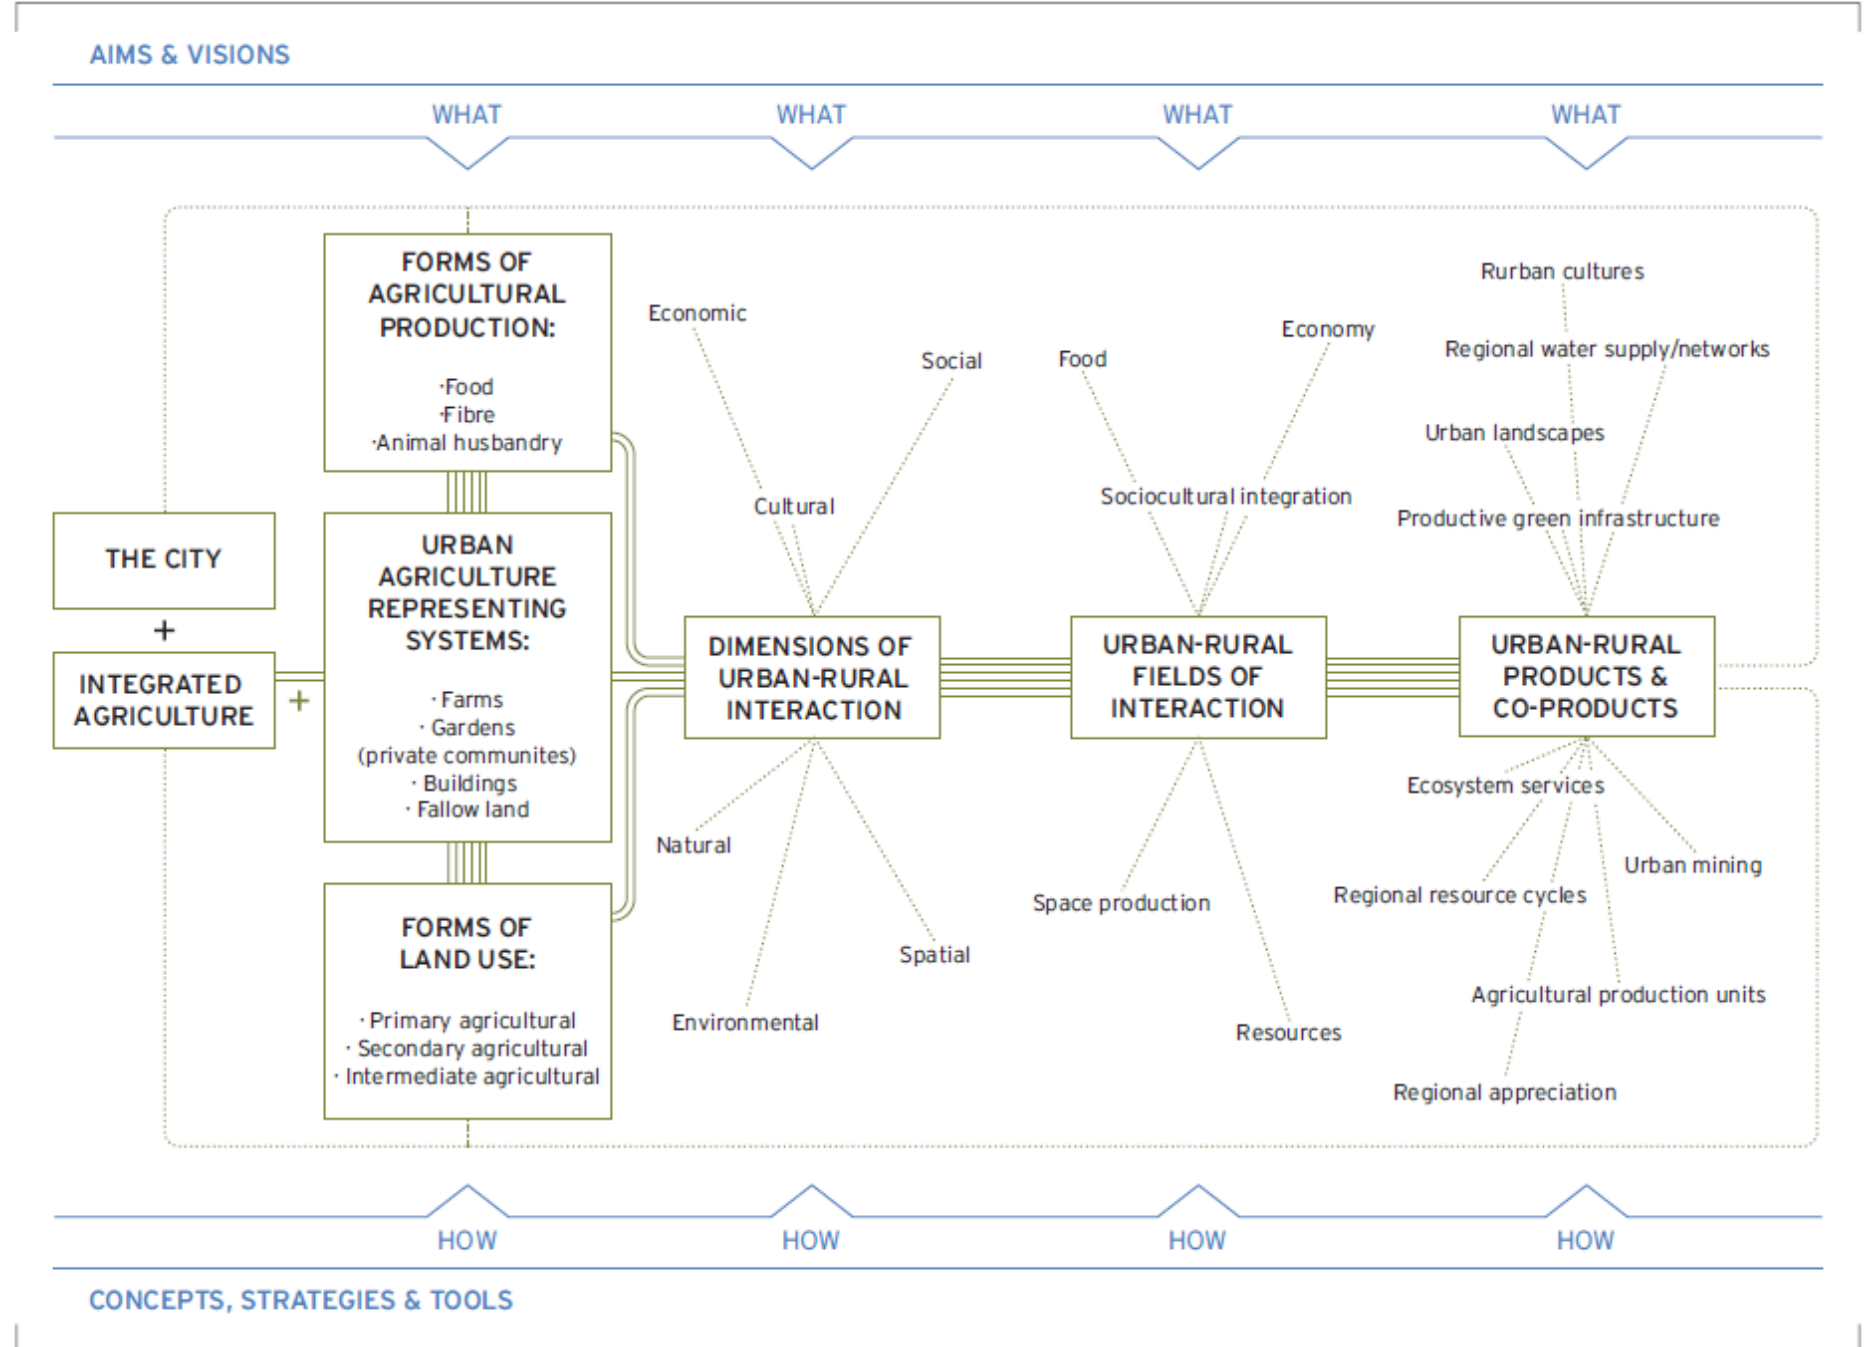 AIMS & VISIONS
WHAT WHAT WHAT WHAT
THE CITY
+
INTEGRATED
AGRICULTURE
+
FORMS OF
AGRICULTURAL
PRODUCTION:
·Food
·Fibre
·Animal husbandry
URBAN
AGRICULTURE
REPRESENTING
SYSTEMS:
· Farms
· Gardens
(private communites)
· Buildings
· Fallow land
FORMS OF
LAND USE:
· Primary agricultural
· Secondary agricultural
· Intermediate agricultural
Economic
Social
Cultural
DIMENSIONS OF
URBAN-RURAL
INTERACTION
Natural
Spatial
Environmental
Economy
Food
Sociocultural integration
URBAN-RURAL
FIELDS OF
INTERACTION
Space production
Resources
Rurban cultures
Regional water supply/networks
Urban landscapes
Productive green infrastructure
URBAN-RURAL
PRODUCTS &
CO-PRODUCTS
Ecosystem services
Urban mining
Regional resource cycles
Agricultural production units
Regional appreciation
HOW HOW HOW HOW
CONCEPTS, STRATEGIES & TOOLS